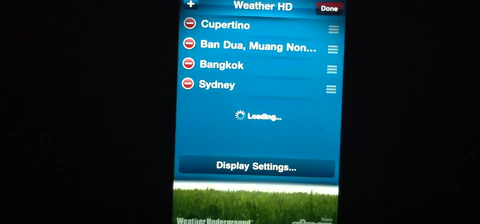 + Weather HD Done
Cupertino
Ban Dua, Muang Non...
Bangkok
Sydney
Loading...
Display Settings...
Weather Underground